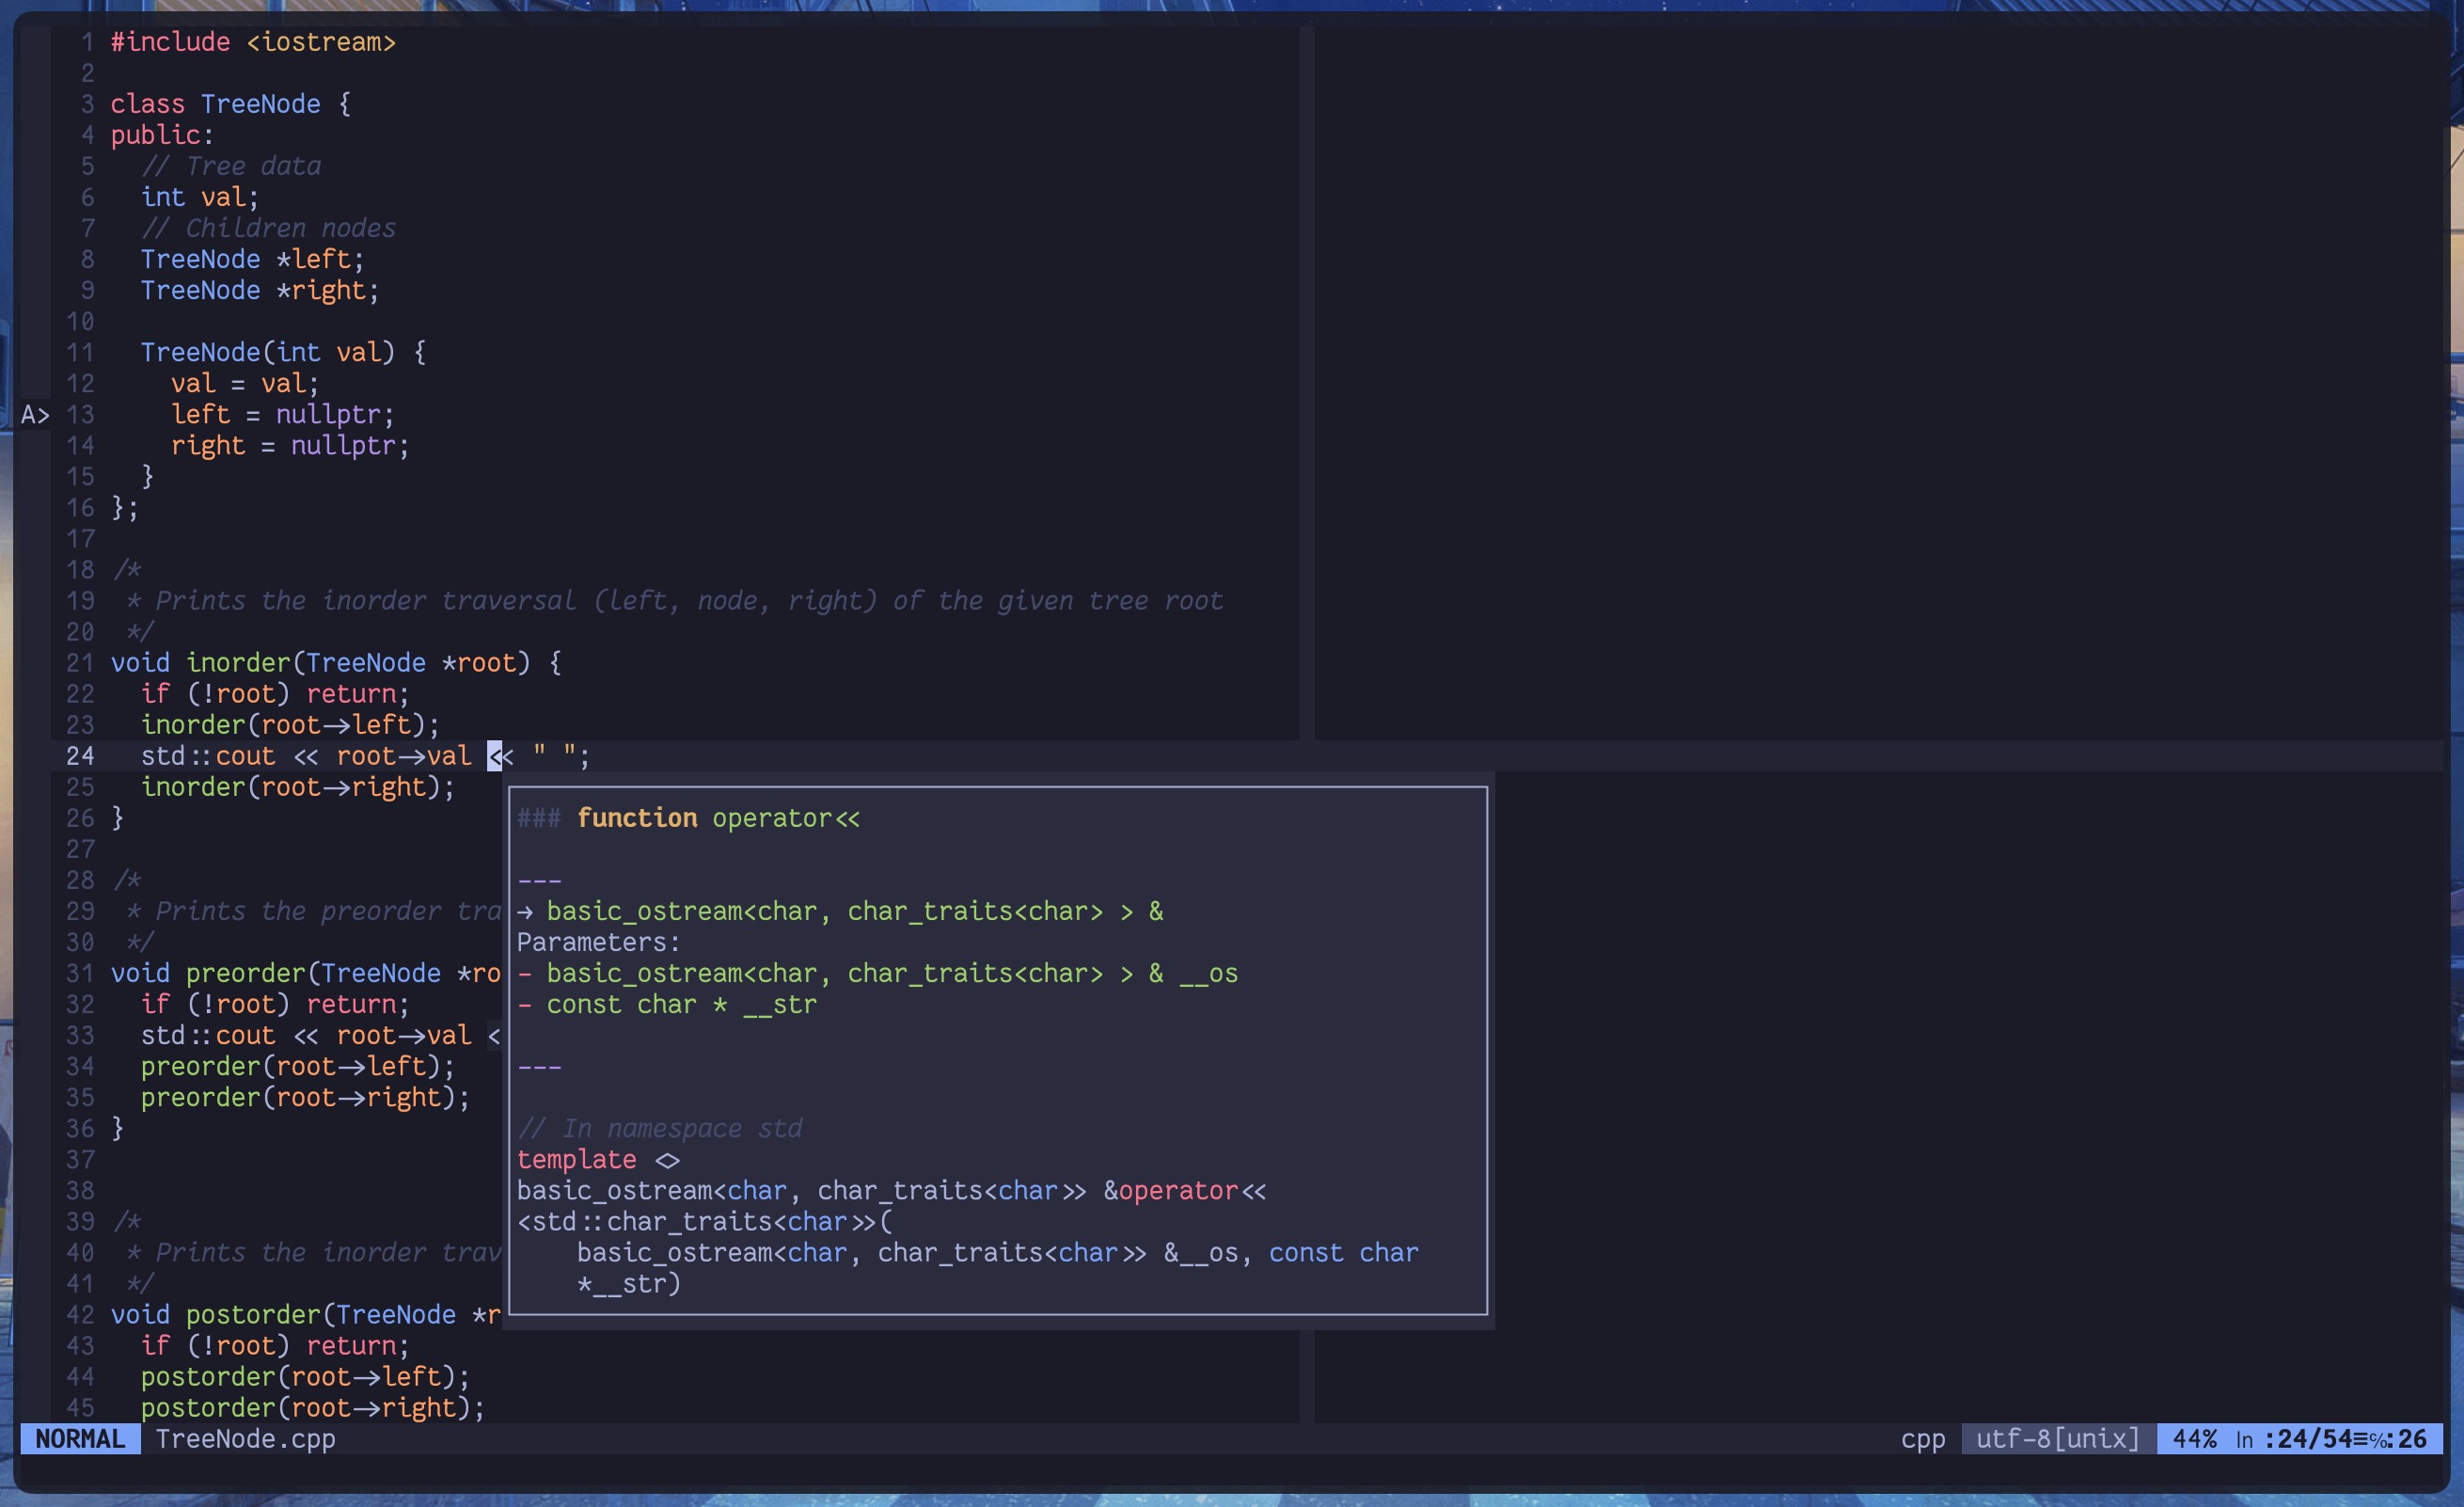 1 #include <iostream>
2
3 class TreeNode {
4 public:
5   // Tree data
6   int val;
7   // Children nodes
8   TreeNode *left;
9   TreeNode *right;
10
11   TreeNode(int val) {
12     val = val;
A> 13     left = nullptr;
14     right = nullptr;
15   }
16 };
17
18 /*
19  * Prints the inorder traversal (left, node, right) of the given tree root
20  */
21 void inorder(TreeNode *root) {
22   if (!root) return;
23   inorder(root->left);
24   std::cout << root->val << " ";
25   inorder(root->right);
26 }
27
28 /*
29  * Prints the preorder tra
30  */
31 void preorder(TreeNode *ro
32   if (!root) return;
33   std::cout << root->val <
34   preorder(root->left);
35   preorder(root->right);
36 }
37
38
39 /*
40  * Prints the inorder trav
41  */
42 void postorder(TreeNode *r
43   if (!root) return;
44   postorder(root->left);
45   postorder(root->right);
### function operator<<
---
→ basic_ostream<char, char_traits<char> > &
Parameters:
- basic_ostream<char, char_traits<char> > & __os
- const char * __str
---
// In namespace std
template <>
basic_ostream<char, char_traits<char>> &operator<<
<std::char_traits<char>>(
    basic_ostream<char, char_traits<char>> &__os, const char
    *__str)
NORMAL TreeNode.cpp cpp utf-8[unix] 44% ln :24/54≡℅:26